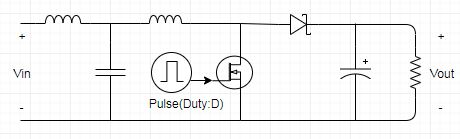 +
+
+
Vin
Vout
Pulse(Duty:D)
-
-